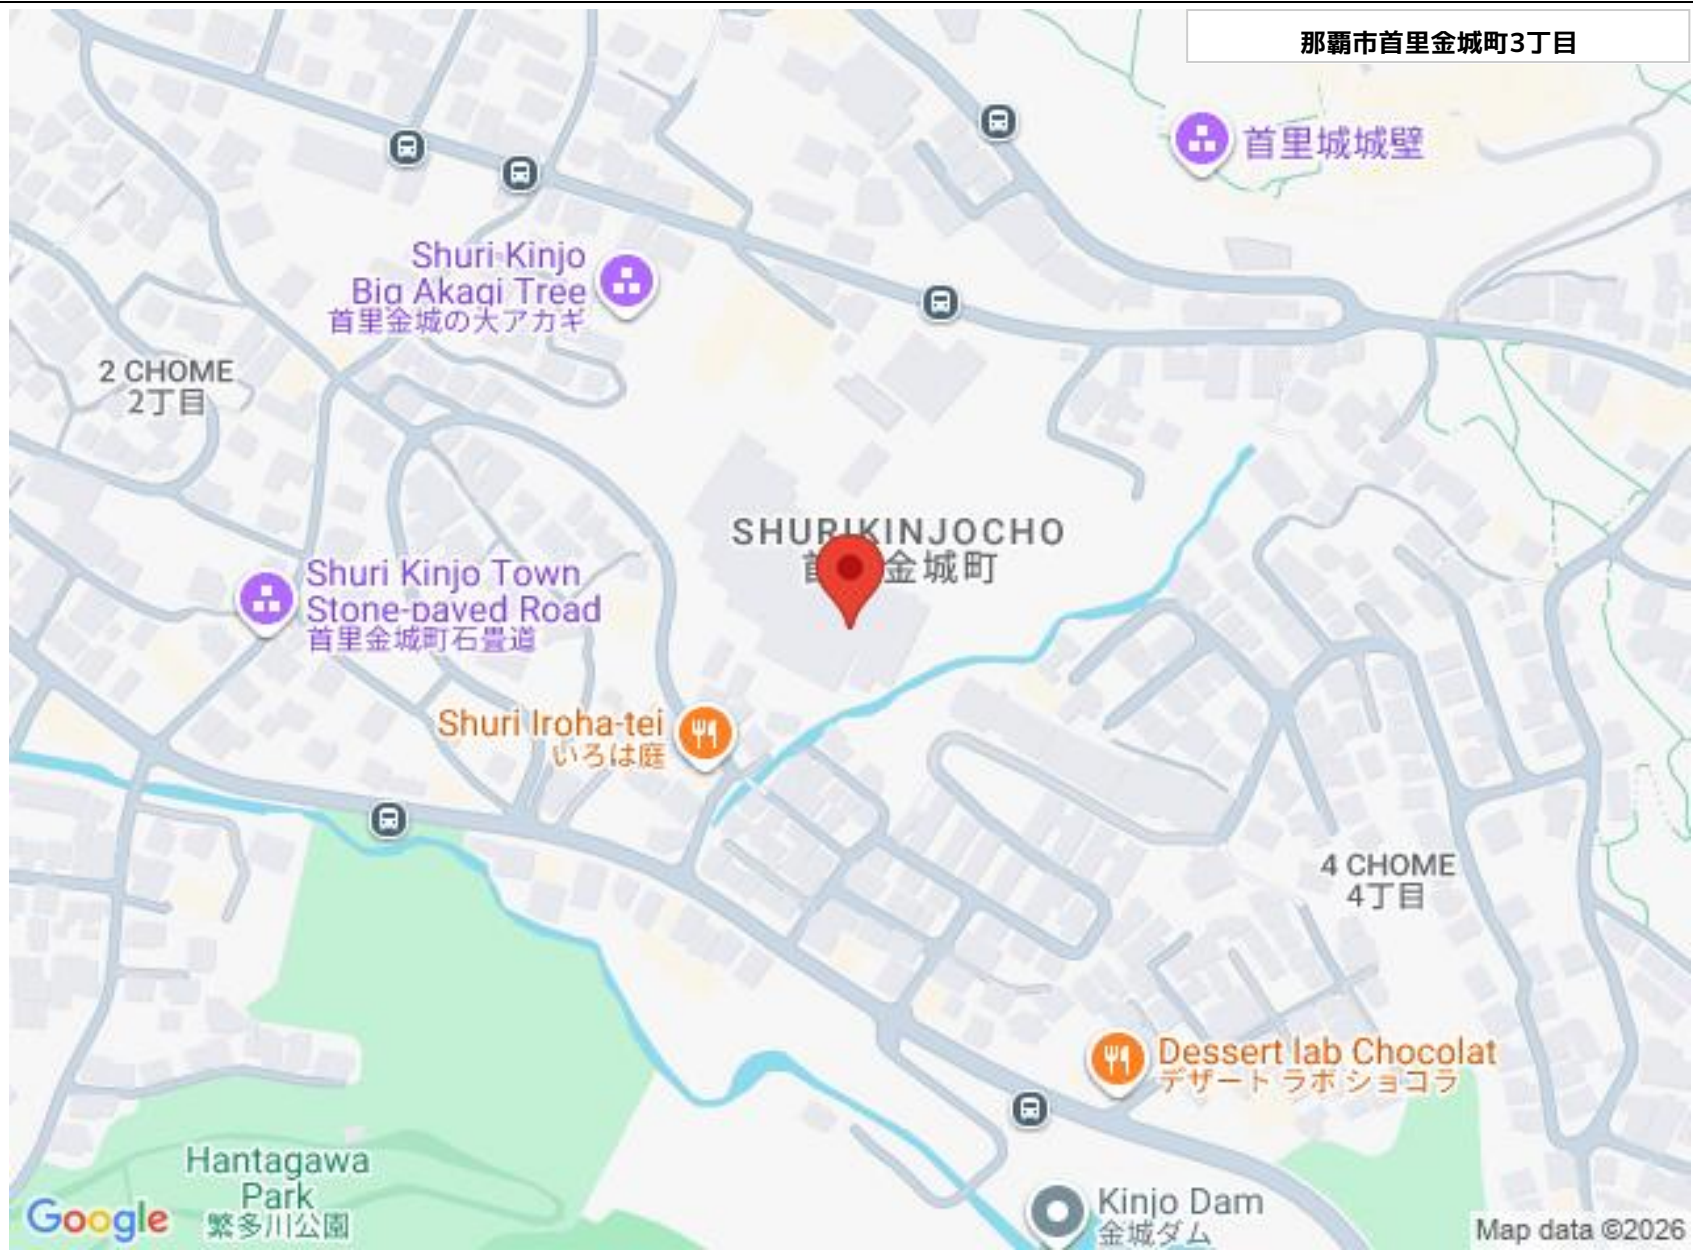 那覇市首里金城町3丁目
首里城城壁
Shuri Kinjo
Big Akagi Tree
首里金城の大アカギ
2 CHOME
2丁目
SHURIKINJOCHO
金城町
Shuri Kinjo Town
Stone-paved Road
首里金城町石畳道
Shuri Iroha-tei
いろは庭
4 CHOME
4丁目
Dessert lab Chocolat
デザート ラボ ショコラ
Hantagawa
Park
繁多川公園
Kinjo Dam
金城ダム
Google
Map data ©2026